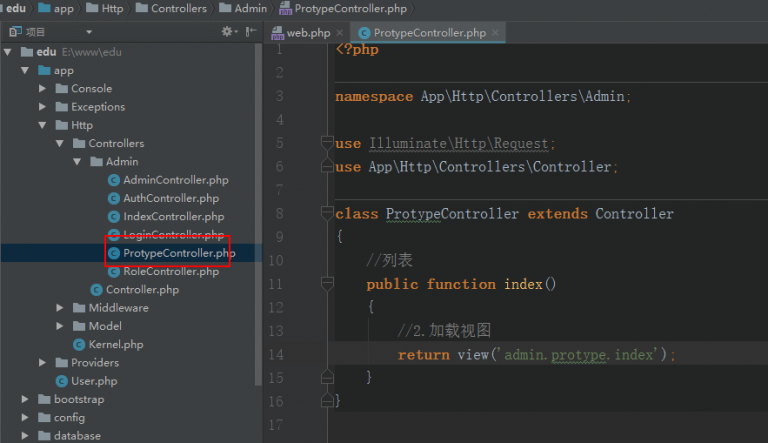 edu app Http Controllers Admin ProtypeController.php
项目
web.php ProtypeController.php
edu E:\www\edu
app
Console
Exceptions
Http
Controllers
Admin
AdminController.php
AuthController.php
IndexController.php
LoginController.php
ProtypeController.php
RoleController.php
Controller.php
Middleware
Model
Kernel.php
Providers
User.php
bootstrap
config
database
1 <?php
2
3 namespace App\Http\Controllers\Admin;
4
5 use Illuminate\Http\Request;
6 use App\Http\Controllers\Controller;
7
8 class ProtypeController extends Controller
9 {
10 //列表
11 public function index()
12 {
13 //2.加载视图
14 return view('admin.protype.index');
15 }
16 }
17